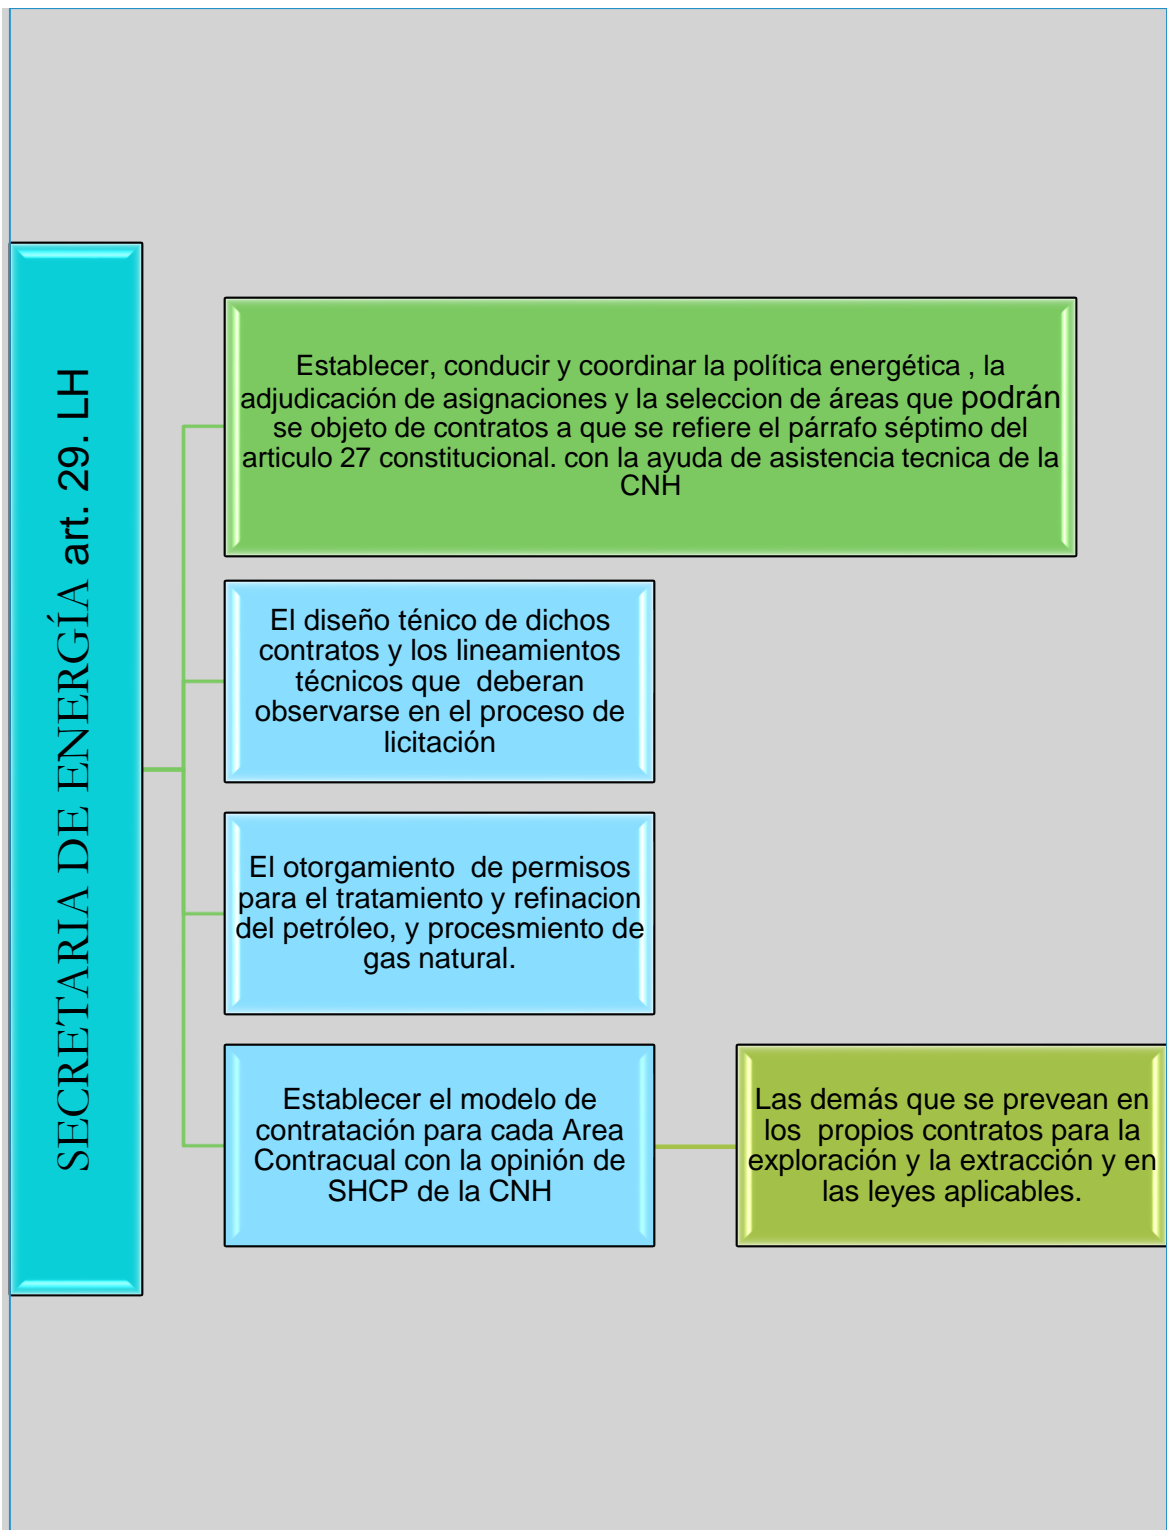 SECRETARIA DE ENERGÍA art. 29. LH
Establecer, conducir y coordinar la política energética , la
adjudicación de asignaciones y la seleccion de áreas que podrán
se objeto de contratos a que se refiere el párrafo séptimo del
articulo 27 constitucional. con la ayuda de asistencia tecnica de la
CNH
El diseño ténico de dichos
contratos y los lineamientos
técnicos que deberan
observarse en el proceso de
licitación
El otorgamiento de permisos
para el tratamiento y refinacion
del petróleo, y procesmiento de
gas natural.
Establecer el modelo de
contratación para cada Area
Contracual con la opinión de
SHCP de la CNH
Las demás que se prevean en
los propios contratos para la
exploración y la extracción y en
las leyes aplicables.